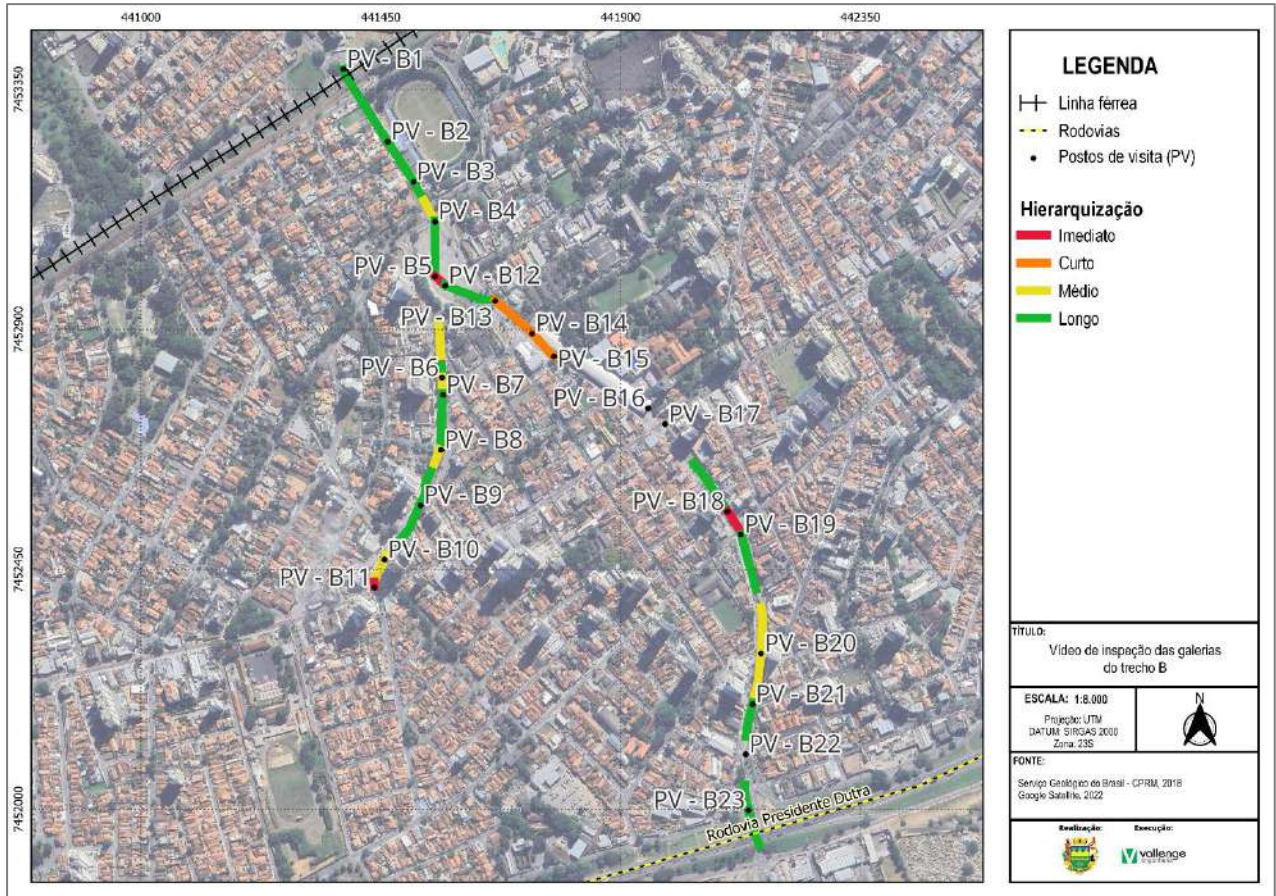 441000
441450
441900
442350
7453350
7452900
7452450
7452000
PV - B1
PV - B2
PV - B3
PV - B4
PV - B5
PV - B12
PV - B13
PV - B14
PV - B15
PV - B6
PV - B7
PV - B16
PV - B17
PV - B8
PV - B9
PV - B18
PV - B19
PV - B10
PV - B11
PV - B20
PV - B21
PV - B22
PV - B23
Rodovia Presidente Dutra
LEGENDA
Linha férrea
Rodovias
Postos de visita (PV)
Hierarquização
Imediato
Curto
Médio
Longo
TÍTULO:
Vídeo de inspeção das galerias
do trecho B
ESCALA: 1:8.000
Projeção: UTM
DATUM: SIRGAS 2000
Zona: 23S
N
FONTE:
Serviço Geológico do Brasil - CPRM, 2018
Google Satellite, 2022
Realização:
Execução:
vallenge